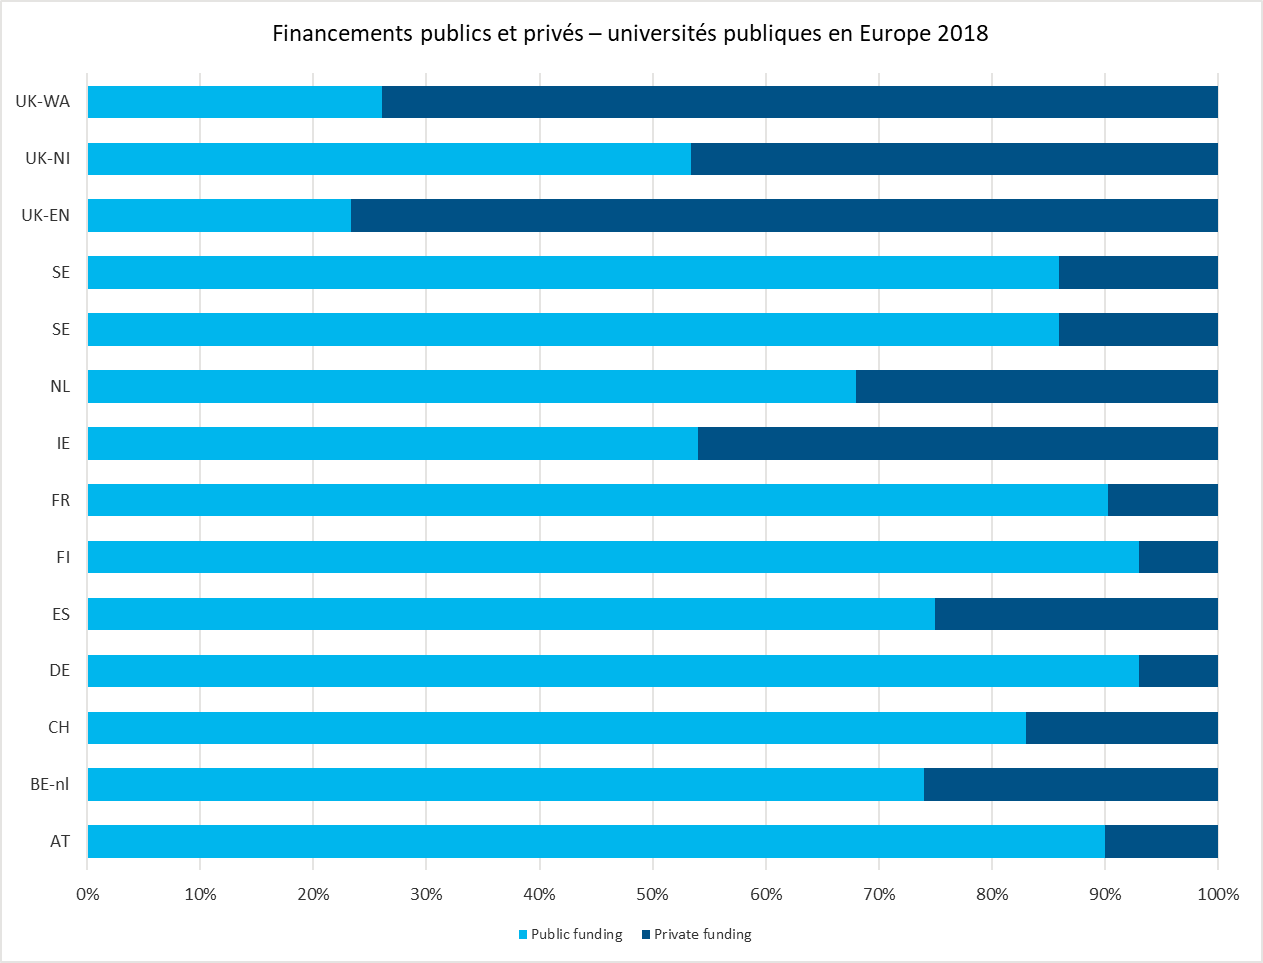 Financements publics et privés – universités publiques en Europe 2018
UK-WA
UK-NI
UK-EN
SE
SE
NL
IE
FR
FI
ES
DE
CH
BE-nl
AT
0% 10% 20% 30% 40% 50% 60% 70% 80% 90% 100%
Public funding Private funding